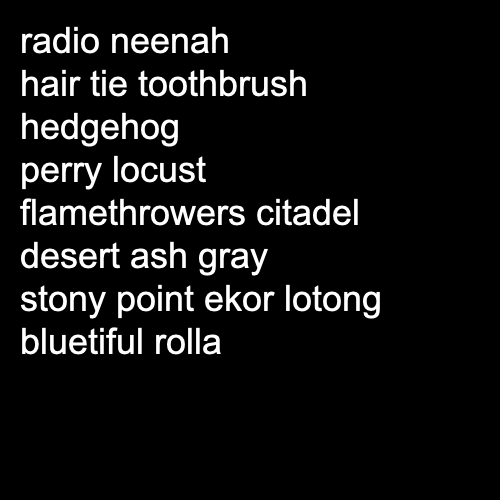 radio neenah
hair tie toothbrush
hedgehog
perry locust
flamethrowers citadel
desert ash gray
stony point ekor lotong
bluetiful rolla